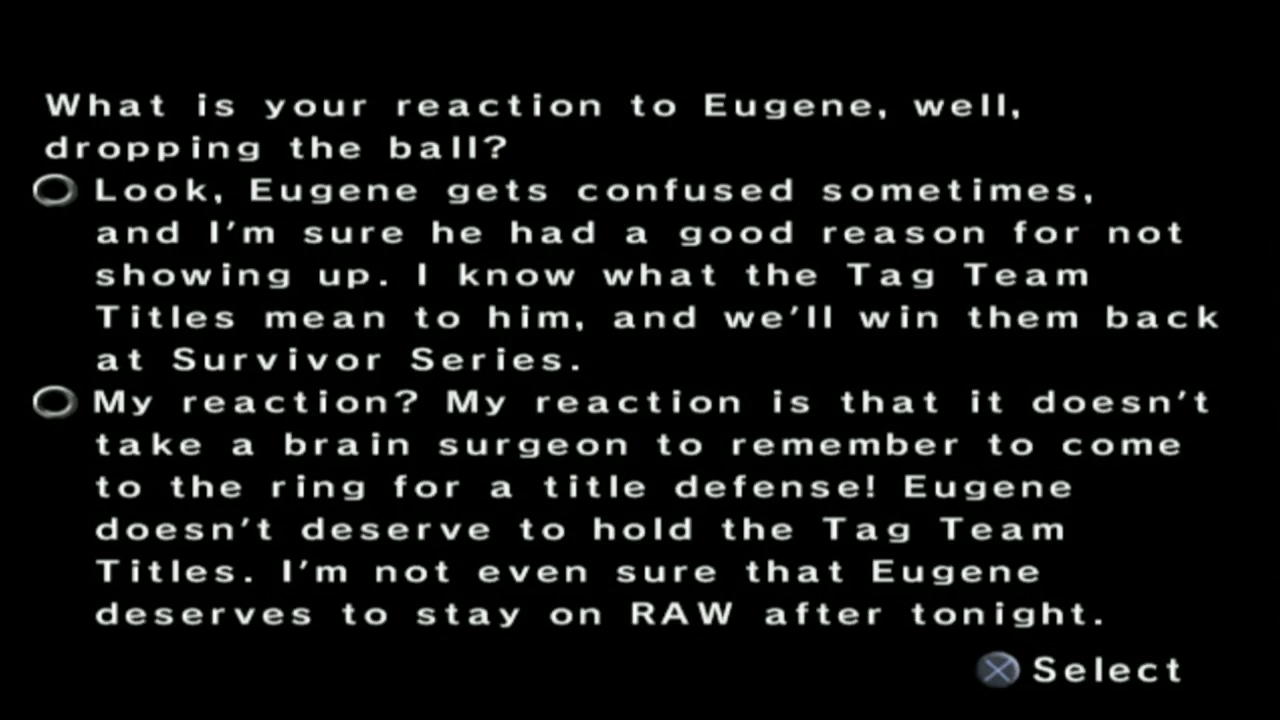 What is your reaction to Eugene, well,
dropping the ball?
Look, Eugene gets confused sometimes,
and I'm sure he had a good reason for not
showing up. I know what the Tag Team
Titles mean to him, and we'll win them back
at Survivor Series.
My reaction? My reaction is that it doesn't
take a brain surgeon to remember to come
to the ring for a title defense! Eugene
doesn't deserve to hold the Tag Team
Titles. I'm not even sure that Eugene
deserves to stay on RAW after tonight.
Select